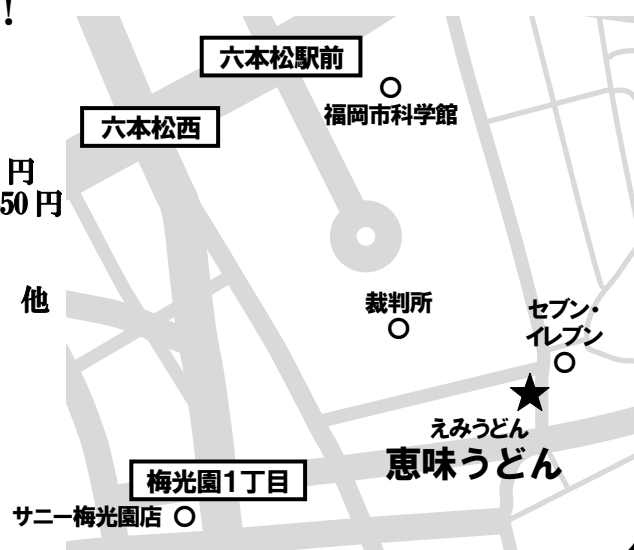 ！
六本松駅前
福岡市科学館
六本松西
円
50円
他
裁判所
セブン・
イレブン
えみうどん
恵味うどん
梅光園1丁目
サニー梅光園店